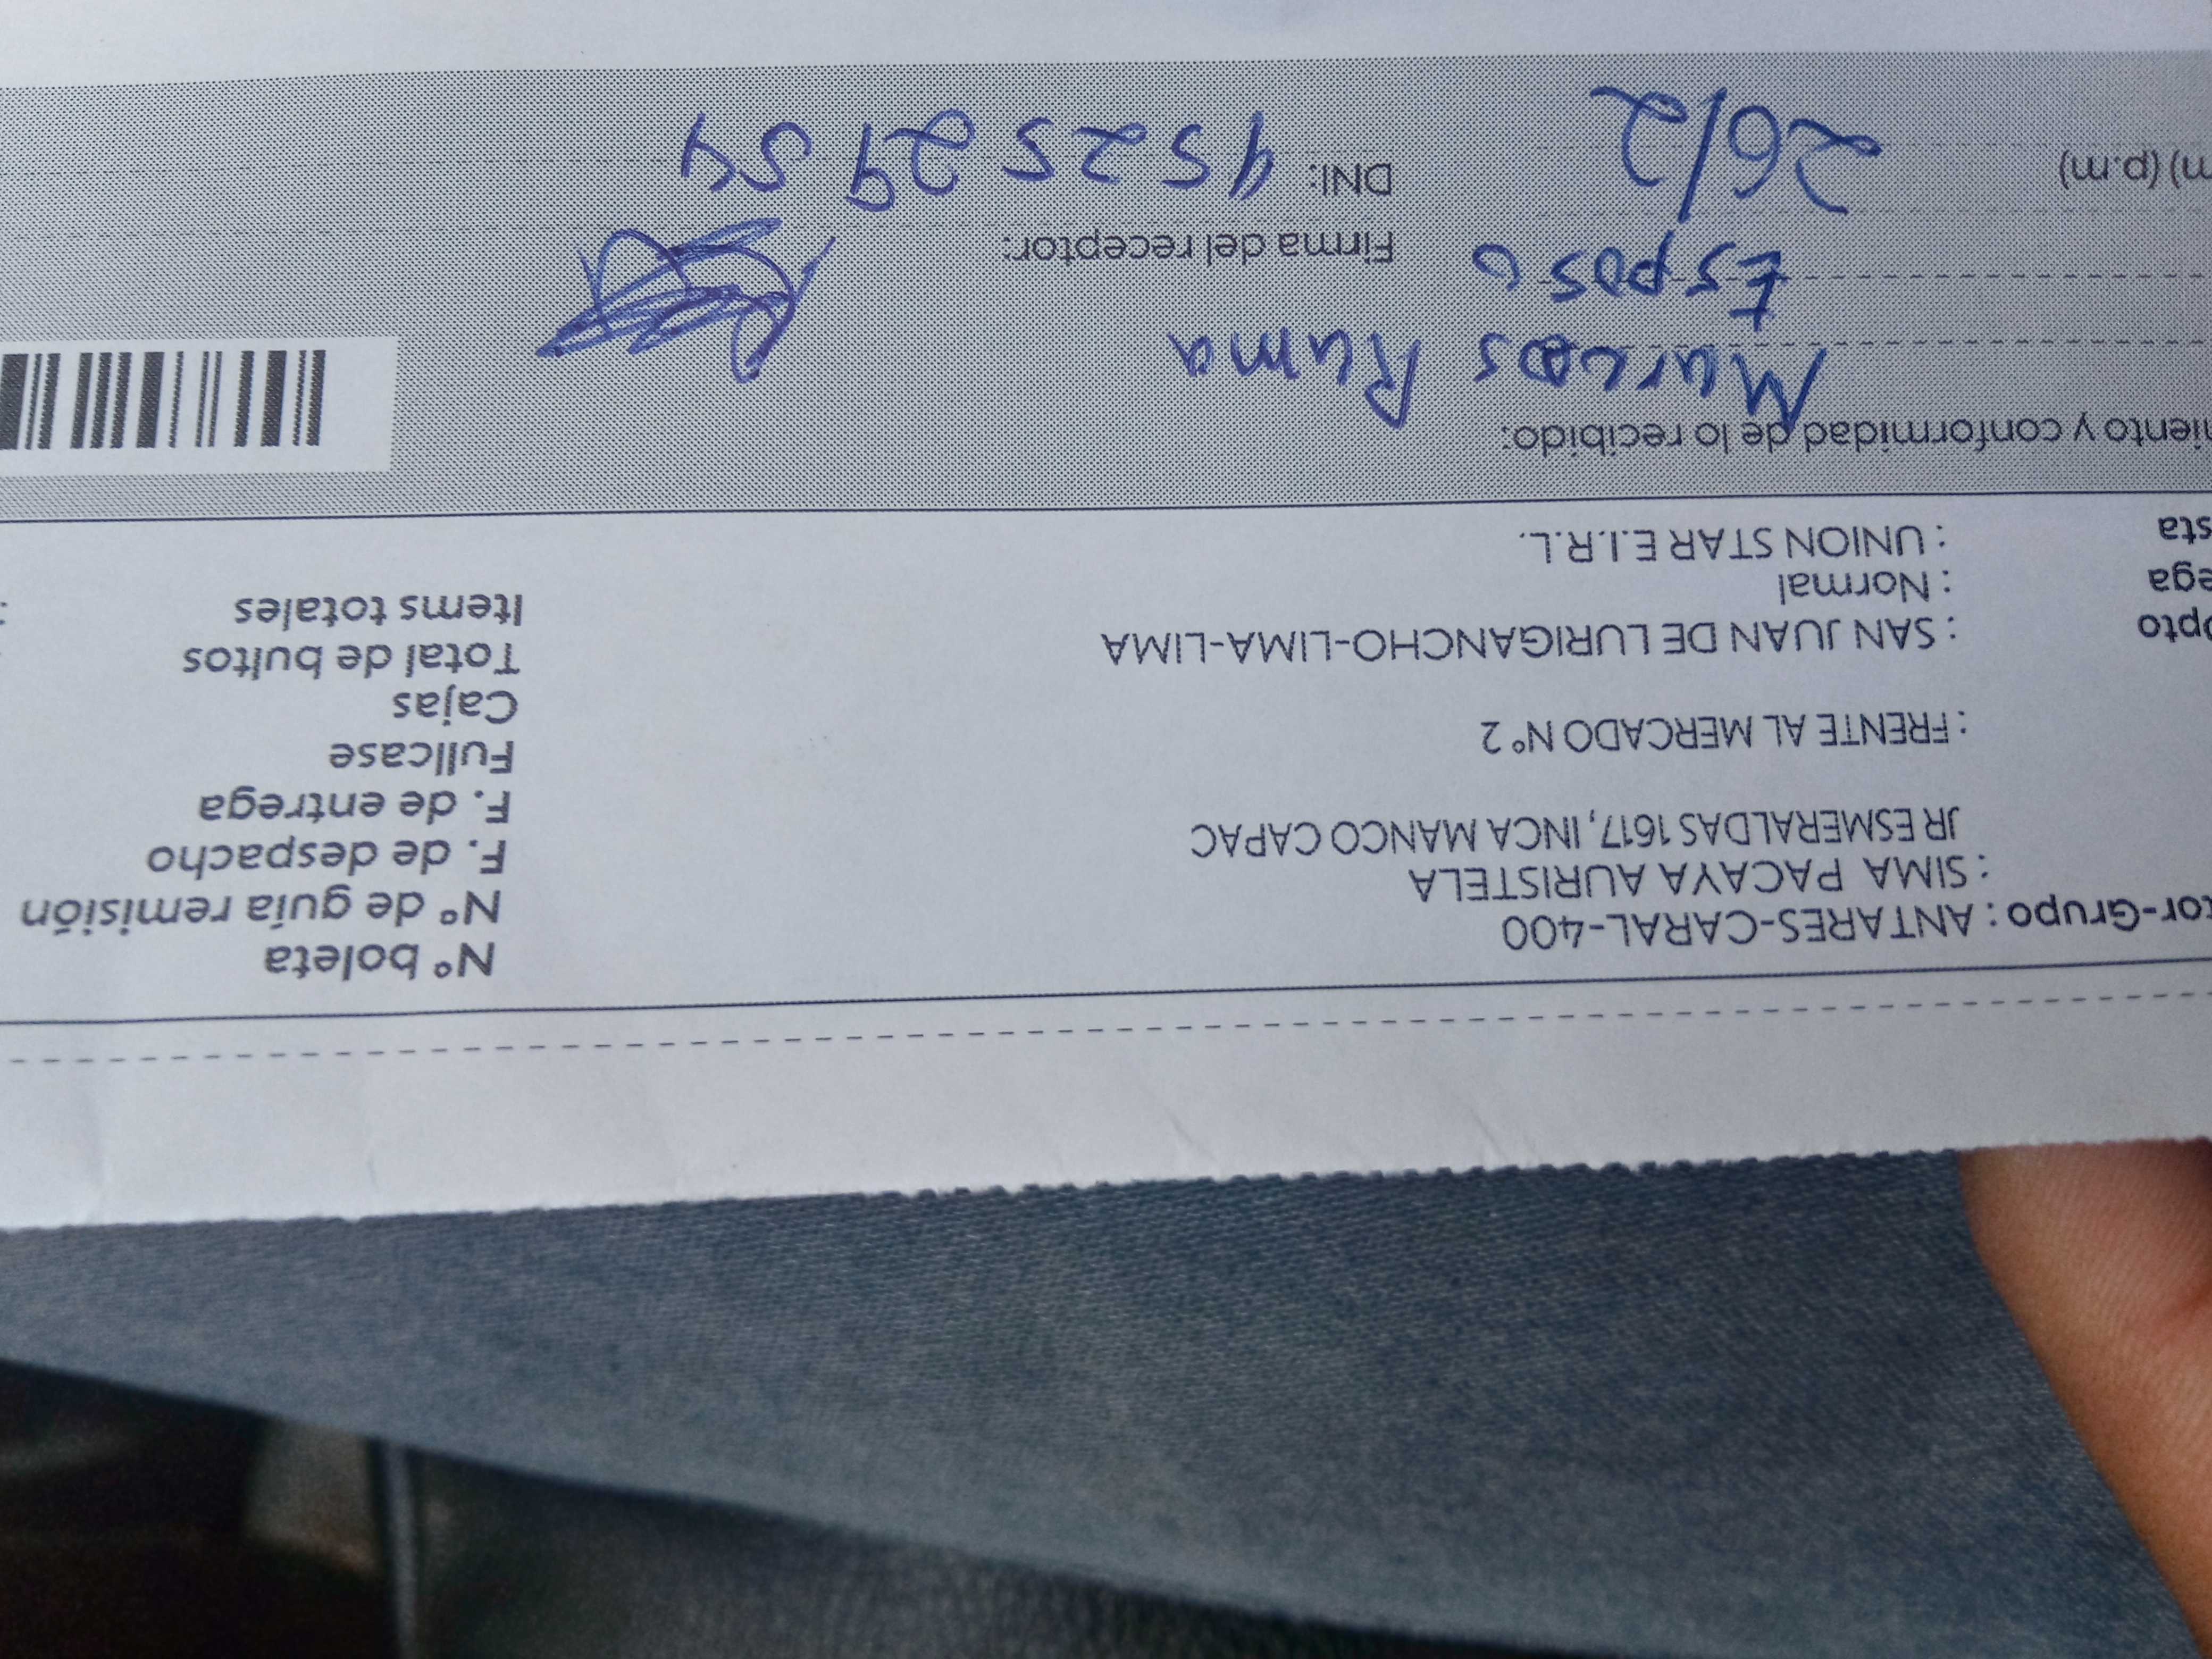 tor-Grupo : ANTARES-CARAL-400
: SIMA PACAYA AURISTELA
JR ESMERALDAS 1617, INCA MANCO CAPAC
: FRENTE AL MERCADO N° 2
pto : SAN JUAN DE LURIGANCHO-LIMA-LIMA
ega : Normal
sta : UNION STAR E.I.R.L.
N° boleta
N° de guía remisión
F. de despacho
F. de entrega
Fullcase
Cajas
Total de bultos
Items totales
iento y conformidad de lo recibido:
Marcos Ruma
Esposo
Firma del receptor:
m) (p.m)
26/2
DNI: 45252954